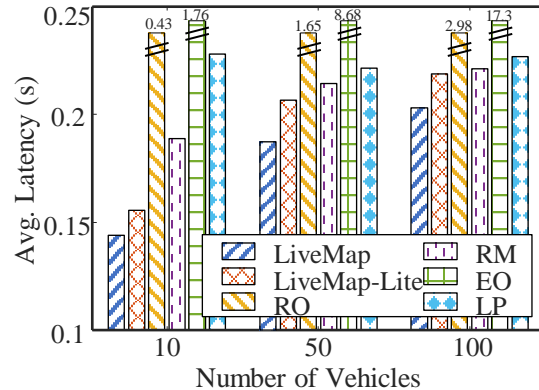 0.43 1.76 1.65 8.68 2.98 17.3
0.25
0.2
0.15
0.1
Avg. Latency (s)
LiveMap RM
LiveMap-Lite EO
RO LP
10 50 100
Number of Vehicles